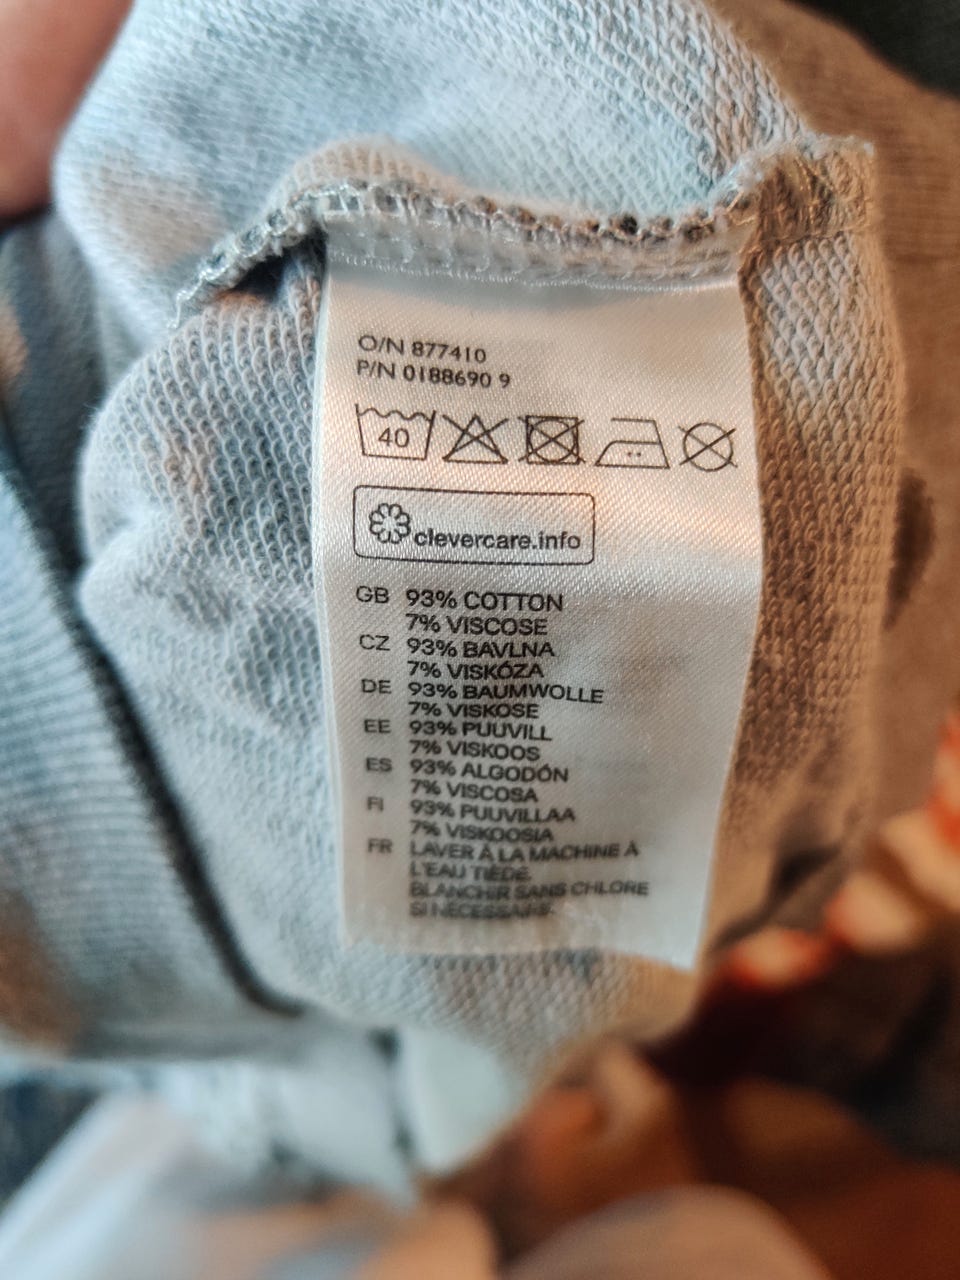 O/N 877410
P/N 0188690 9
40
clevercare.info
GB 93% COTTON
7% VISCOSE
CZ 93% BAVLNA
7% VISKÓZA
DE 93% BAUMWOLLE
7% VISKOSE
EE 93% PUUVILL
7% VISKOOS
ES 93% ALGODÓN
7% VISCOSA
FI 93% PUUVILLAA
7% VISKOOSIA
FR LAVER À LA MACHINE À
L'EAU TIÈDE.
BLANCHIR SANS CHLORE
SI NÉCESSAIRE.